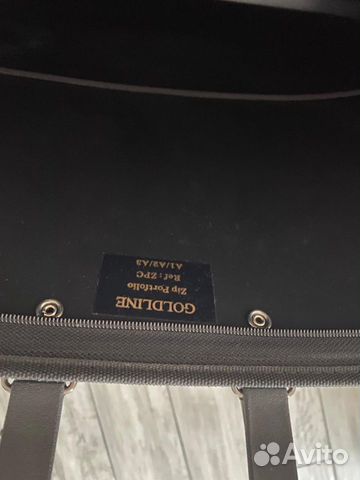 GOLDLINE
Zip Portfolio
Ref: ZPC
A1/A2/A3
Avito